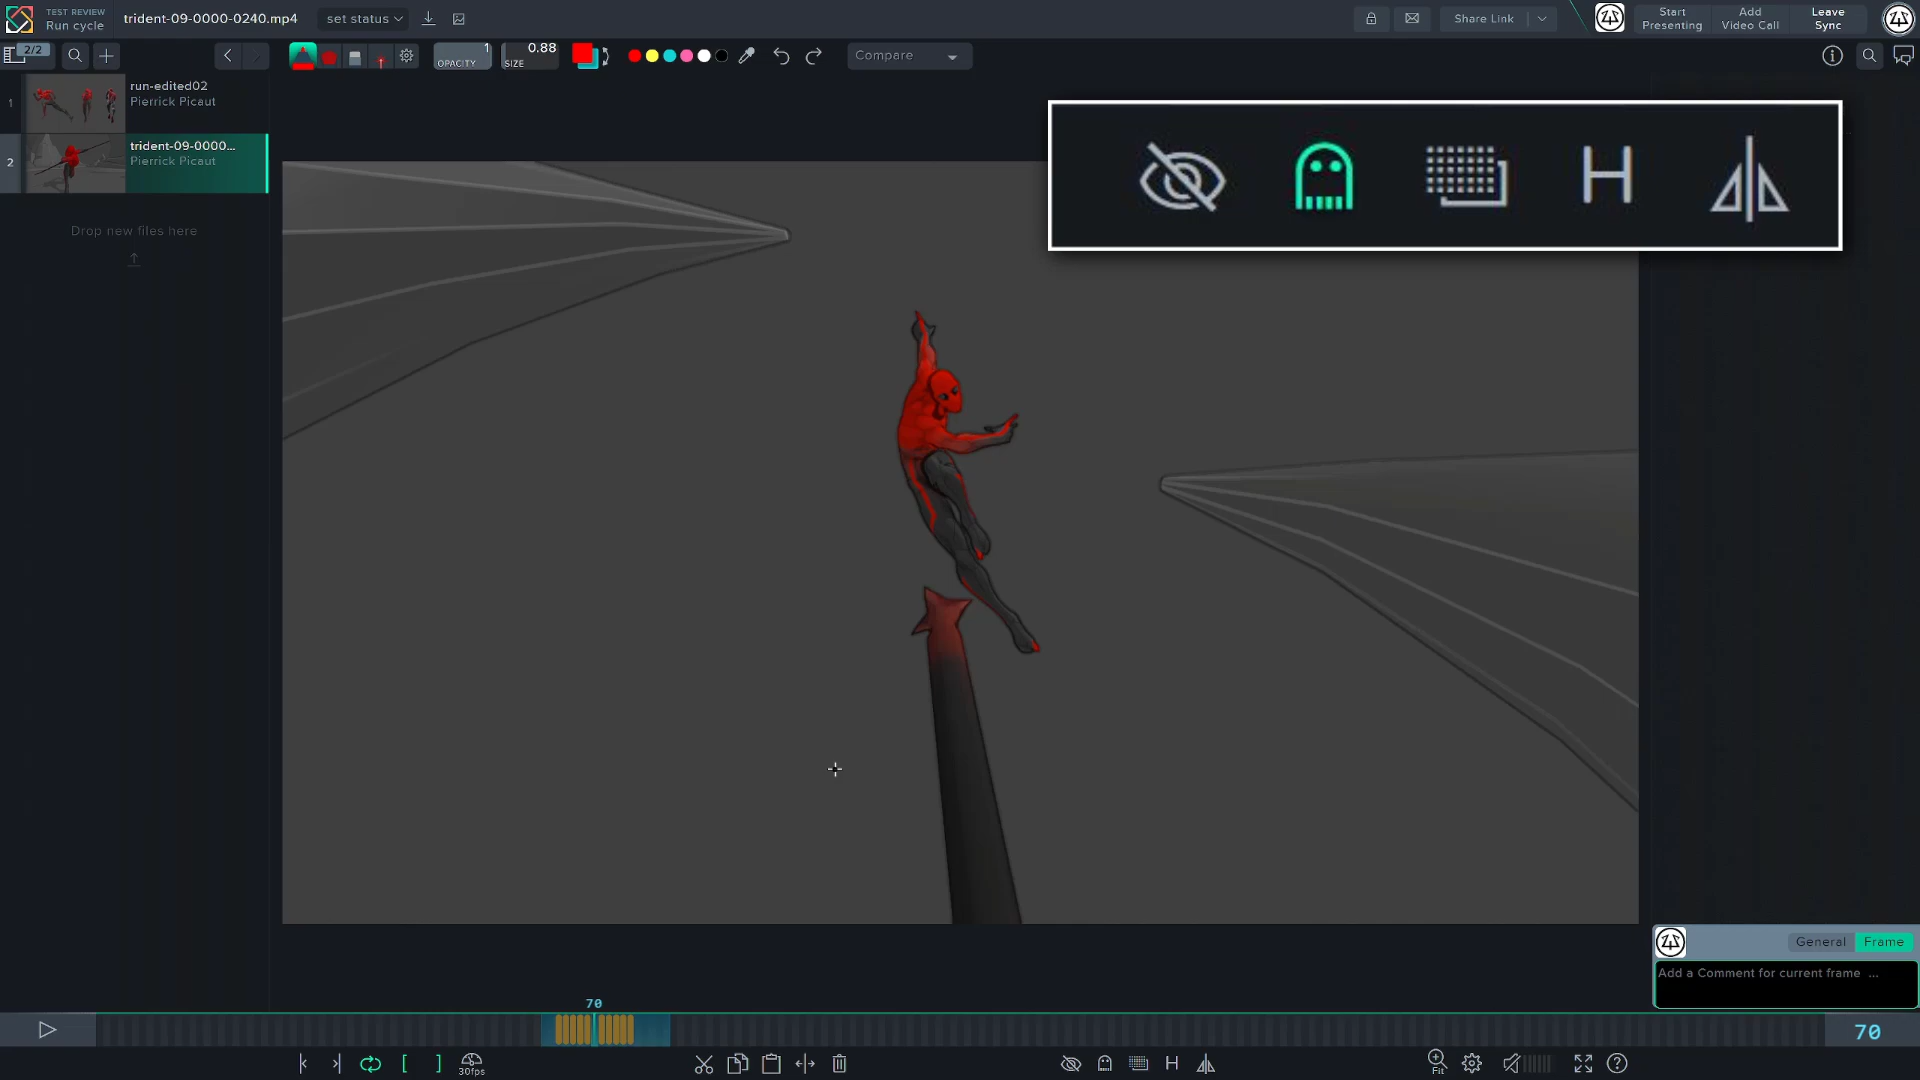 TEST REVIEW
Run cycle
trident-09-0000-0240.mp4
set status
Share Link
Start
Presenting
Add
Video Call
Leave
Sync
2/2
OPACITY
1
SIZE
0.88
Compare
1
run-edited02
Pierrick Picaut
2
trident-09-0000...
Pierrick Picaut
Drop new files here
H
General
Frame
Add a Comment for current frame ...
70
70
30fps
H
Fit